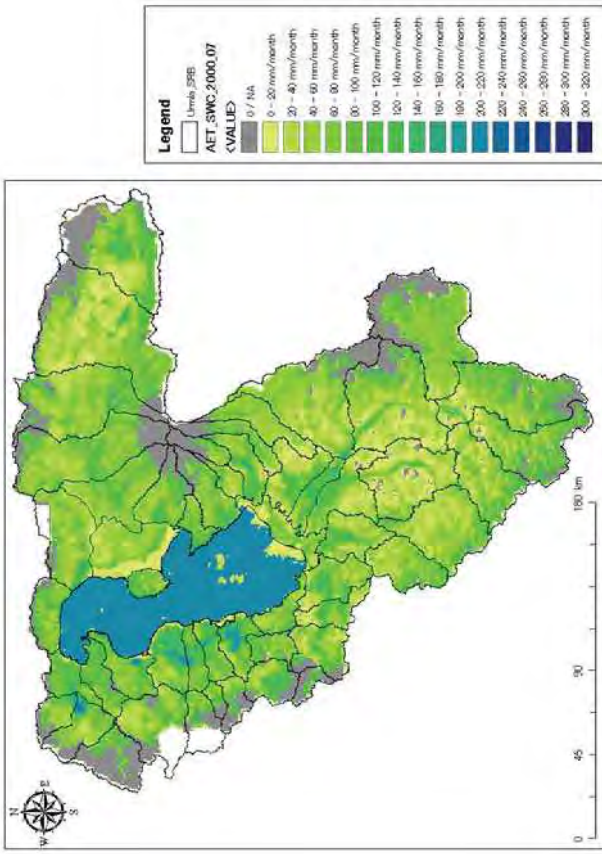 N
W E
S
Legend
Urmia_SRB
AET_SWC_2000_07
<VALUE>
0 / NA
0 - 20 mm/month
20 - 40 mm/month
40 - 60 mm/month
60 - 80 mm/month
80 - 100 mm/month
100 - 120 mm/month
120 - 140 mm/month
140 - 160 mm/month
160 - 180 mm/month
180 - 200 mm/month
200 - 220 mm/month
220 - 240 mm/month
240 - 260 mm/month
260 - 280 mm/month
280 - 300 mm/month
300 - 320 mm/month
0 45 90 180 km